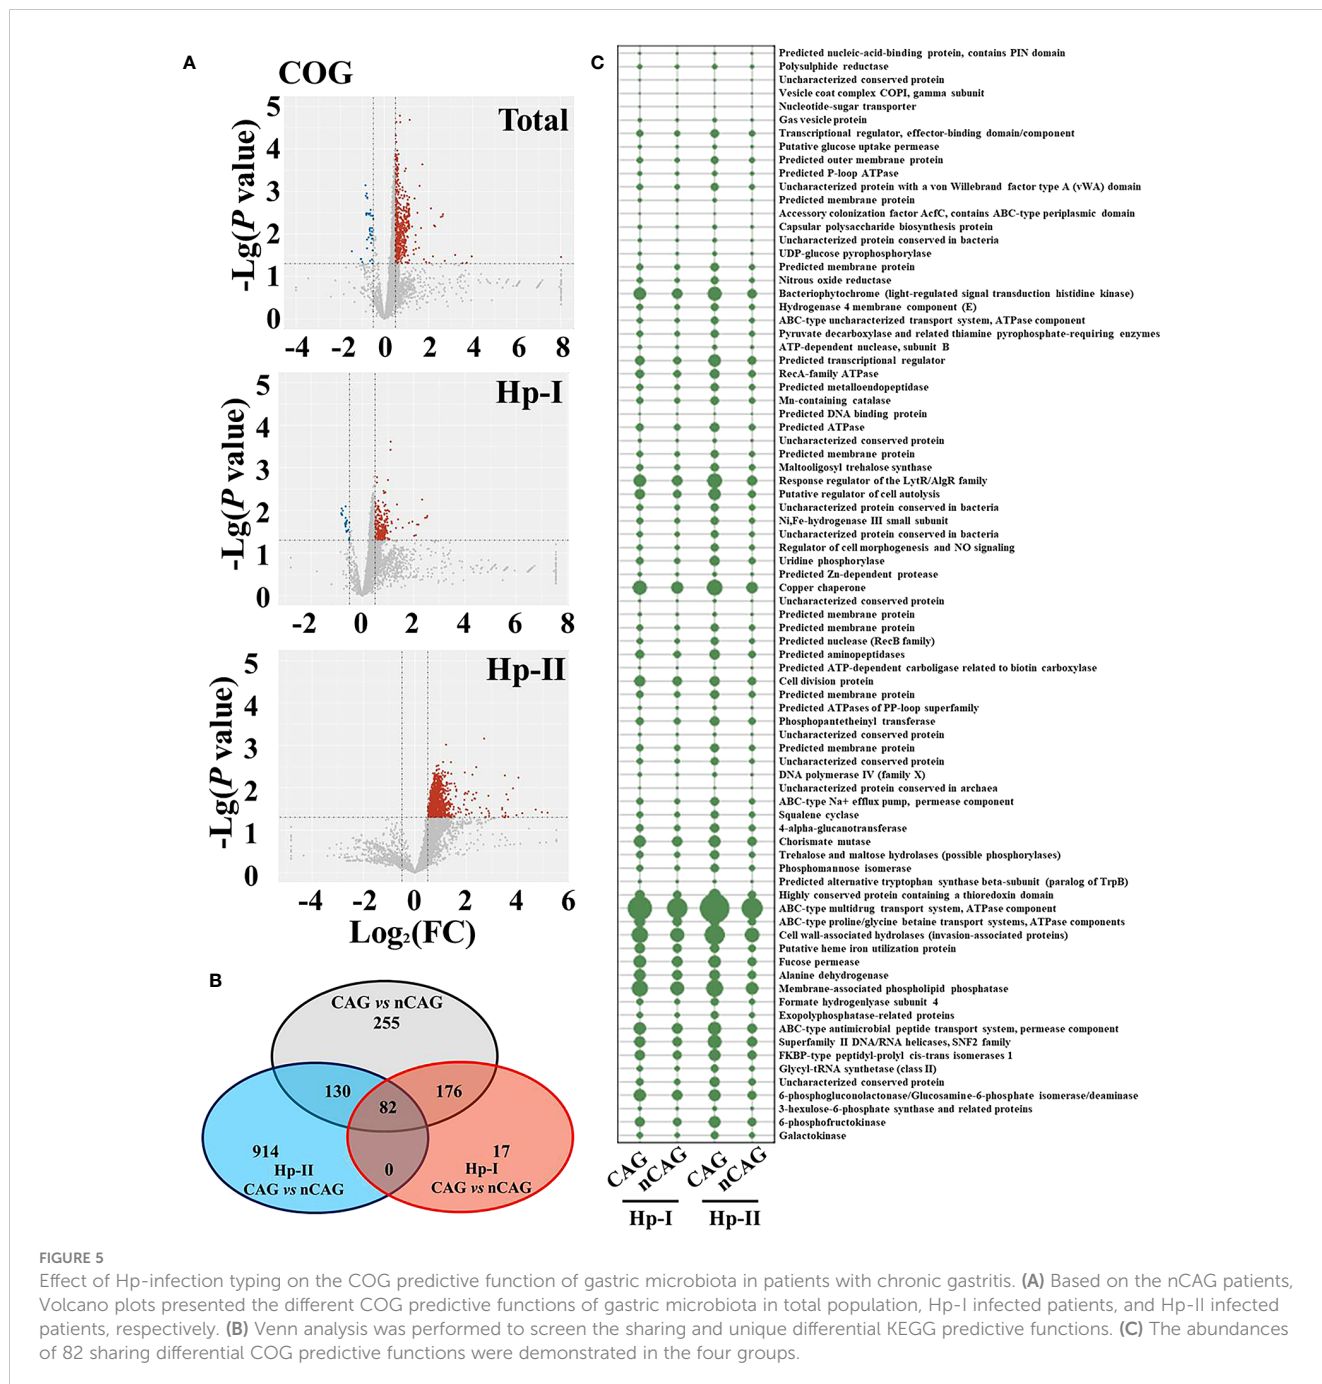 A
COG
Total
-Lg(P value)
5
4
3
2
1
0
-4 -2 0 2 4 6 8
Hp-I
-Lg(P value)
5
4
3
2
1
0
-2 0 2 4 6 8
Hp-II
-Lg(P value)
5
4
3
2
1
0
-4 -2 0 2 4 6
Log₂(FC)
B
CAG vs nCAG
255
130
176
82
914
Hp-II
CAG vs nCAG
0
17
Hp-I
CAG vs nCAG
C
Predicted nucleic-acid-binding protein, contains PIN domain
Polysulphide reductase
Uncharacterized conserved protein
Vesicle coat complex COPI, gamma subunit
Nucleotide-sugar transporter
Gas vesicle protein
Transcriptional regulator, effector-binding domain/component
Putative glucose uptake permease
Predicted outer membrane protein
Predicted P-loop ATPase
Uncharacterized protein with a von Willebrand factor type A (vWA) domain
Predicted membrane protein
Accessory colonization factor AcfC, contains ABC-type periplasmic domain
Capsular polysaccharide biosynthesis protein
Uncharacterized protein conserved in bacteria
UDP-glucose pyrophosphorylase
Predicted membrane protein
Nitrous oxide reductase
Bacteriophytochrome (light-regulated signal transduction histidine kinase)
Hydrogenase 4 membrane component (E)
ABC-type uncharacterized transport system, ATPase component
Pyruvate decarboxylase and related thiamine pyrophosphate-requiring enzymes
ATP-dependent nuclease, subunit B
Predicted transcriptional regulator
RecA-family ATPase
Predicted metalloendopeptidase
Mn-containing catalase
Predicted DNA binding protein
Predicted ATPase
Uncharacterized conserved protein
Predicted membrane protein
Maltooligosyl trehalose synthase
Response regulator of the LytR/AlgR family
Putative regulator of cell autolysis
Uncharacterized protein conserved in bacteria
Ni,Fe-hydrogenase III small subunit
Uncharacterized protein conserved in bacteria
Regulator of cell morphogenesis and NO signaling
Uridine phosphorylase
Predicted Zn-dependent protease
Copper chaperone
Uncharacterized conserved protein
Predicted membrane protein
Predicted membrane protein
Predicted nuclease (RecB family)
Predicted aminopeptidases
Predicted ATP-dependent carboligase related to biotin carboxylase
Cell division protein
Predicted membrane protein
Predicted ATPases of PP-loop superfamily
Phosphopantetheinyl transferase
Uncharacterized conserved protein
Predicted membrane protein
Uncharacterized conserved protein
DNA polymerase IV (family X)
Uncharacterized protein conserved in archaea
ABC-type Na+ efflux pump, permease component
Squalene cyclase
4-alpha-glucanotransferase
Chorismate mutase
Trehalose and maltose hydrolases (possible phosphorylases)
Phosphomannose isomerase
Predicted alternative tryptophan synthase beta-subunit (paralog of TrpB)
Highly conserved protein containing a thioredoxin domain
ABC-type multidrug transport system, ATPase component
ABC-type proline/glycine betaine transport systems, ATPase components
Cell wall-associated hydrolases (invasion-associated proteins)
Putative heme iron utilization protein
Fucose permease
Alanine dehydrogenase
Membrane-associated phospholipid phosphatase
Formate hydrogenlyase subunit 4
Exopolyphosphatase-related proteins
ABC-type antimicrobial peptide transport system, permease component
Superfamily II DNA/RNA helicases, SNF2 family
FKBP-type peptidyl-prolyl cis-trans isomerases 1
Glycyl-tRNA synthetase (class II)
Uncharacterized conserved protein
6-phosphogluconolactonase/Glucosamine-6-phosphate isomerase/deaminase
3-hexulose-6-phosphate synthase and related proteins
6-phosphofructokinase
Galactokinase
CAG nCAG CAG nCAG
Hp-I Hp-II
FIGURE 5
Effect of Hp-infection typing on the COG predictive function of gastric microbiota in patients with chronic gastritis. (A) Based on the nCAG patients,
Volcano plots presented the different COG predictive functions of gastric microbiota in total population, Hp-I infected patients, and Hp-II infected
patients, respectively. (B) Venn analysis was performed to screen the sharing and unique differential KEGG predictive functions. (C) The abundances
of 82 sharing differential COG predictive functions were demonstrated in the four groups.